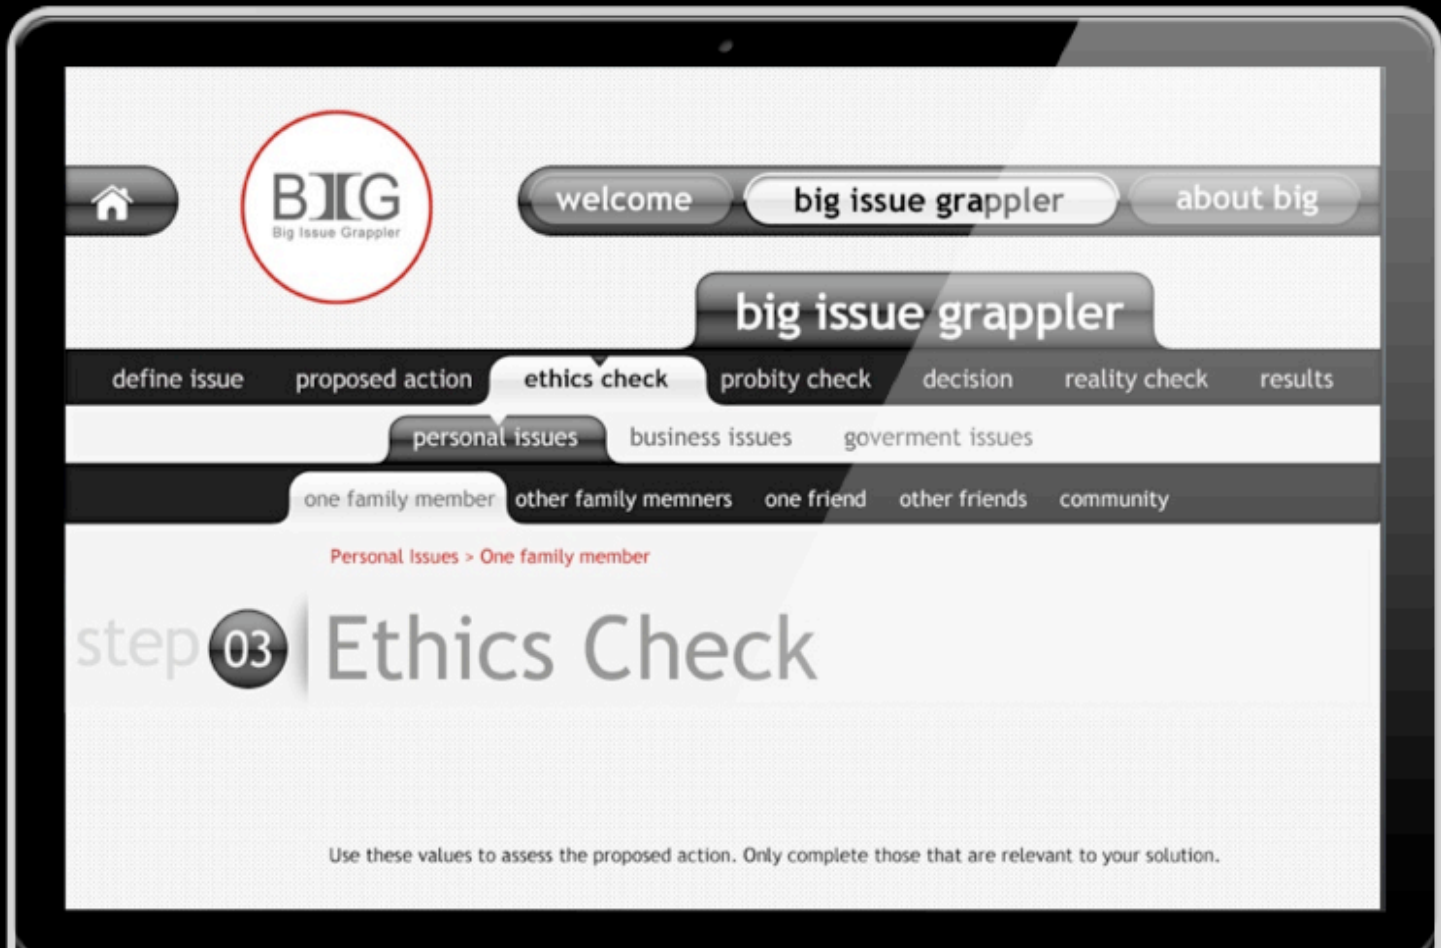 BIG
Big Issue Grappler
welcome
big issue grappler
about big
big issue grappler
define issue
proposed action
ethics check
probity check
decision
reality check
results
personal issues
business issues
goverment issues
one family member
other family memners
one friend
other friends
community
Personal Issues > One family member
step 03
Ethics Check
Use these values to assess the proposed action. Only complete those that are relevant to your solution.